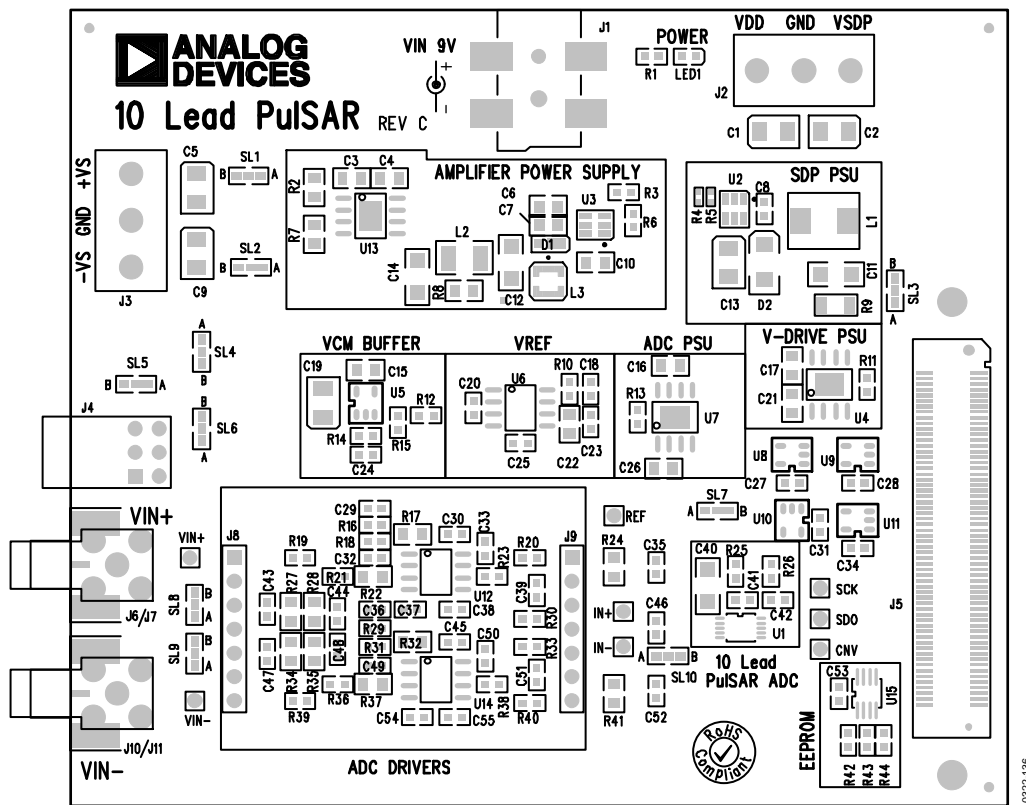 ANALOG
DEVICES
10 Lead PulSAR REV C
VIN 9V
+
-
J1
POWER
R1 LED1
VDD GND VSDP
J2
C1 C2
+VS
GND
-VS
J3
C5
B SL1 A
C9
B SL2 A
AMPLIFIER POWER SUPPLY
C3 C4
R2
R7
U13
C6
C7
U3
R3
R6
L2
D1
C14
R8
C12
L3
C10
SDP PSU
R4
R5
U2
C8
L1
C13
D2
C11
R9
B
SL3
A
A
SL4
B
B SL5 A
SL6
A
B
J4
VCM BUFFER
C19
C15
U5
R12
R14
R15
C24
VREF
C20
U6
R10
C18
C25
C22
C23
ADC PSU
C16
R13
U7
C26
V-DRIVE PSU
C17
R11
C21
U4
U8
U9
C27
C28
A SL7 B
U10
C31
U11
C34
J5
VIN+
J6/J7
VIN+
SL8
B
A
SL9
B
A
VIN-
J10/J11
VIN-
J8
J9
C29
R16
R18
C32
R17
C30
C33
R19
R23
R20
R21
R22
U12
C43
R27
R28
C44
C36
C37
C38
C39
R29
R30
C45
R31
R32
R33
C50
C47
C48
C49
C51
R34
R35
R36
R37
U14
R38
R39
R40
C54
C55
ADC DRIVERS
REF
R24
C35
IN+
IN-
C46
A
B
SL10
R41
C52
C40
R25
C41
R26
C42
U1
10 Lead
PulSAR ADC
SCK
SDO
CNV
RoHS
Compliant
EEPROM
C53
U15
R42
R43
R44